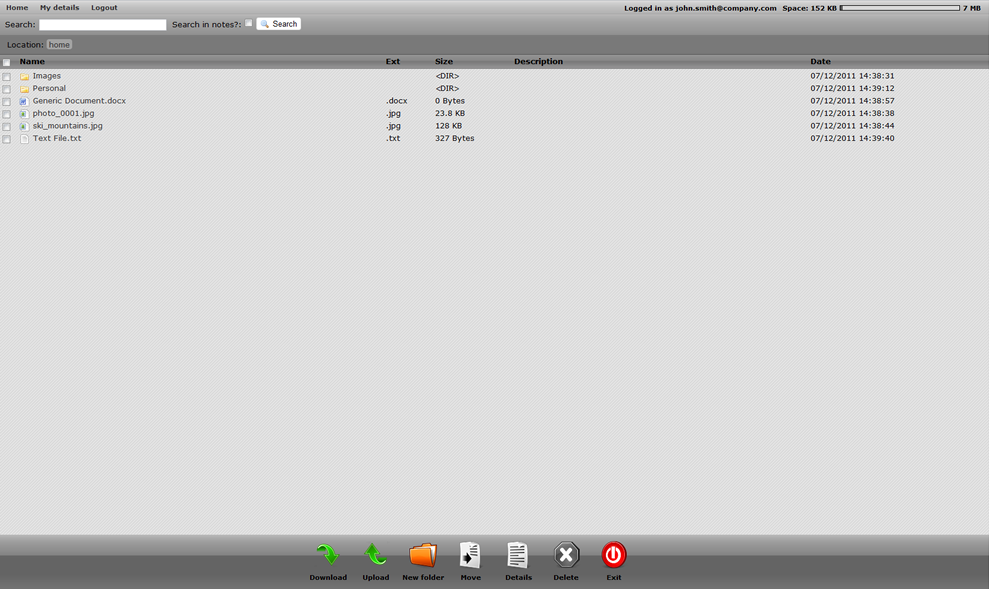 Home My details Logout Logged in as john.smith@company.com Space: 152 KB 7 MB
Search: Search in notes?: Search
Location: home
Name Ext Size Description Date
Images <DIR> 07/12/2011 14:38:31
Personal <DIR> 07/12/2011 14:39:12
Generic Document.docx .docx 0 Bytes 07/12/2011 14:38:57
photo_0001.jpg .jpg 23.8 KB 07/12/2011 14:38:38
ski_mountains.jpg .jpg 128 KB 07/12/2011 14:38:44
Text File.txt .txt 327 Bytes 07/12/2011 14:39:40
Download Upload New folder Move Details Delete Exit